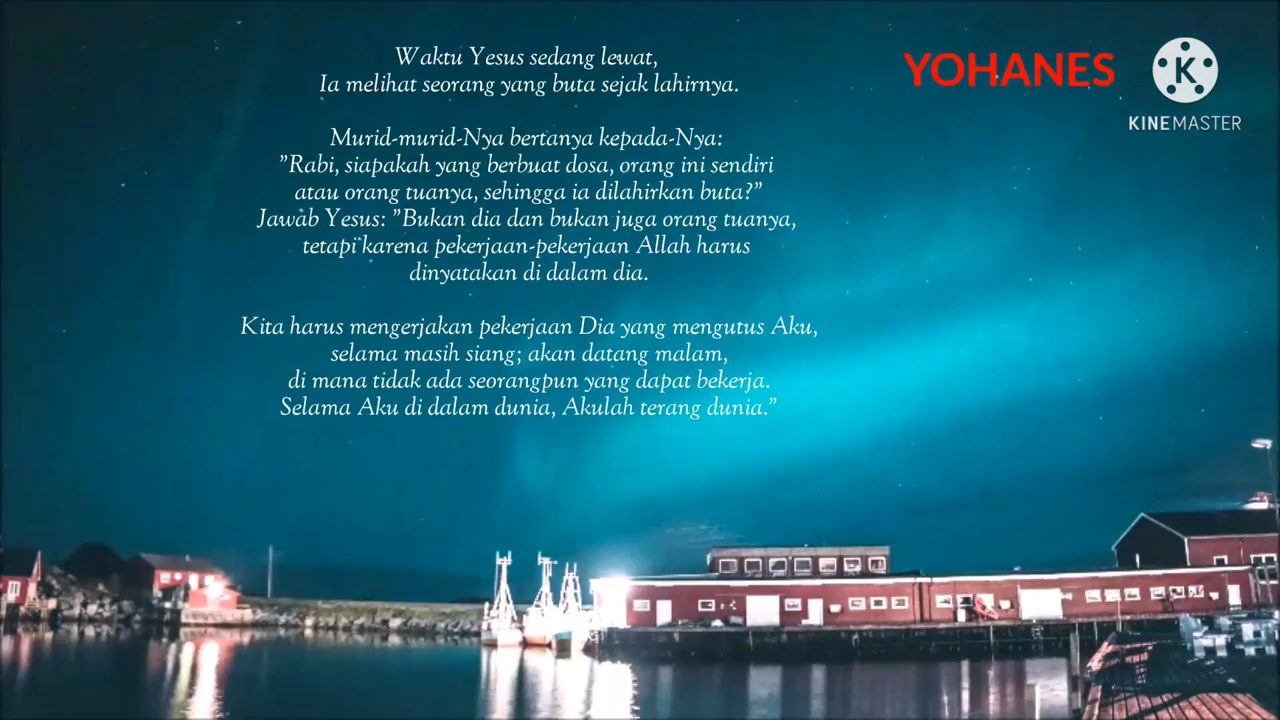 Waktu Yesus sedang lewat,
Ia melihat seorang yang buta sejak lahirnya.
Murid-murid-Nya bertanya kepada-Nya:
"Rabi, siapakah yang berbuat dosa, orang ini sendiri
atau orang tuanya, sehingga ia dilahirkan buta?"
Jawab Yesus: "Bukan dia dan bukan juga orang tuanya,
tetapi karena pekerjaan-pekerjaan Allah harus
dinyatakan di dalam dia.
Kita harus mengerjakan pekerjaan Dia yang mengutus Aku,
selama masih siang; akan datang malam,
di mana tidak ada seorangpun yang dapat bekerja.
Selama Aku di dalam dunia, Akulah terang dunia."
YOHANES
K
KINEMASTER